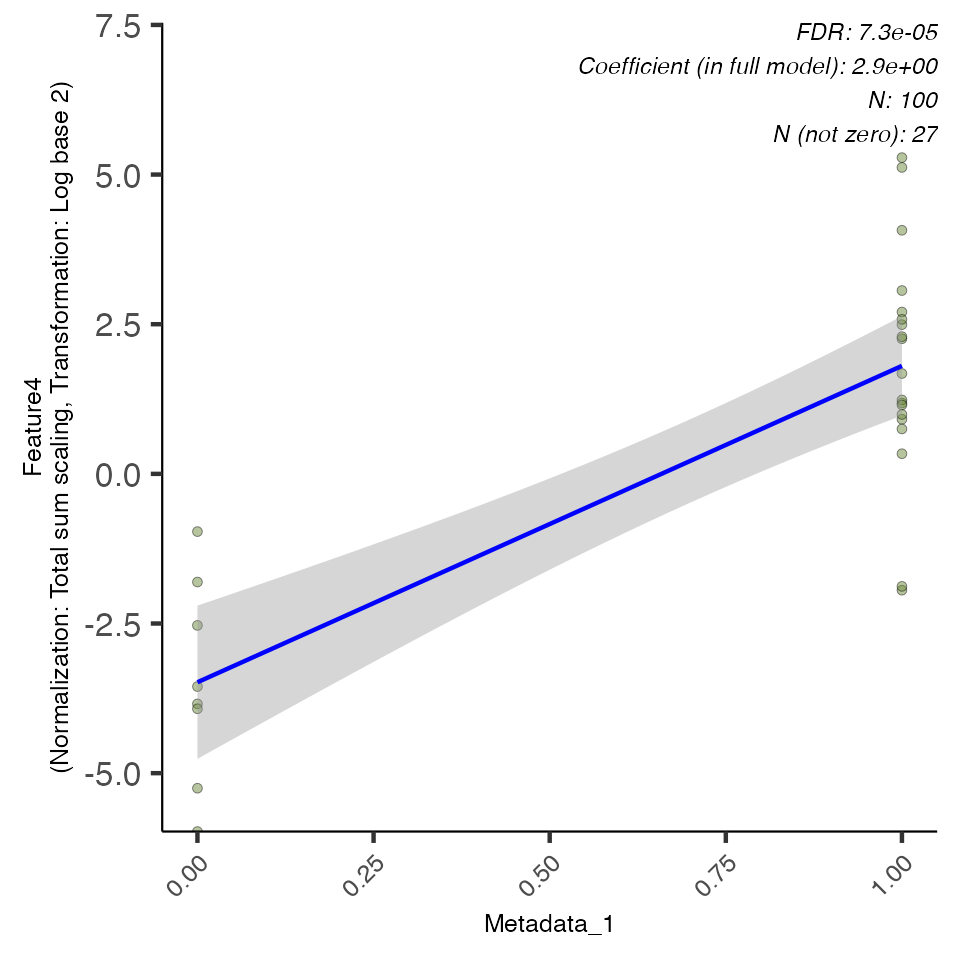 FDR: 7.3e-05
Coefficient (in full model): 2.9e+00
N: 100
N (not zero): 27
Feature4
(Normalization: Total sum scaling, Transformation: Log base 2)
7.5
5.0
2.5
0.0
-2.5
-5.0
0.00
0.25
0.50
0.75
1.00
Metadata_1